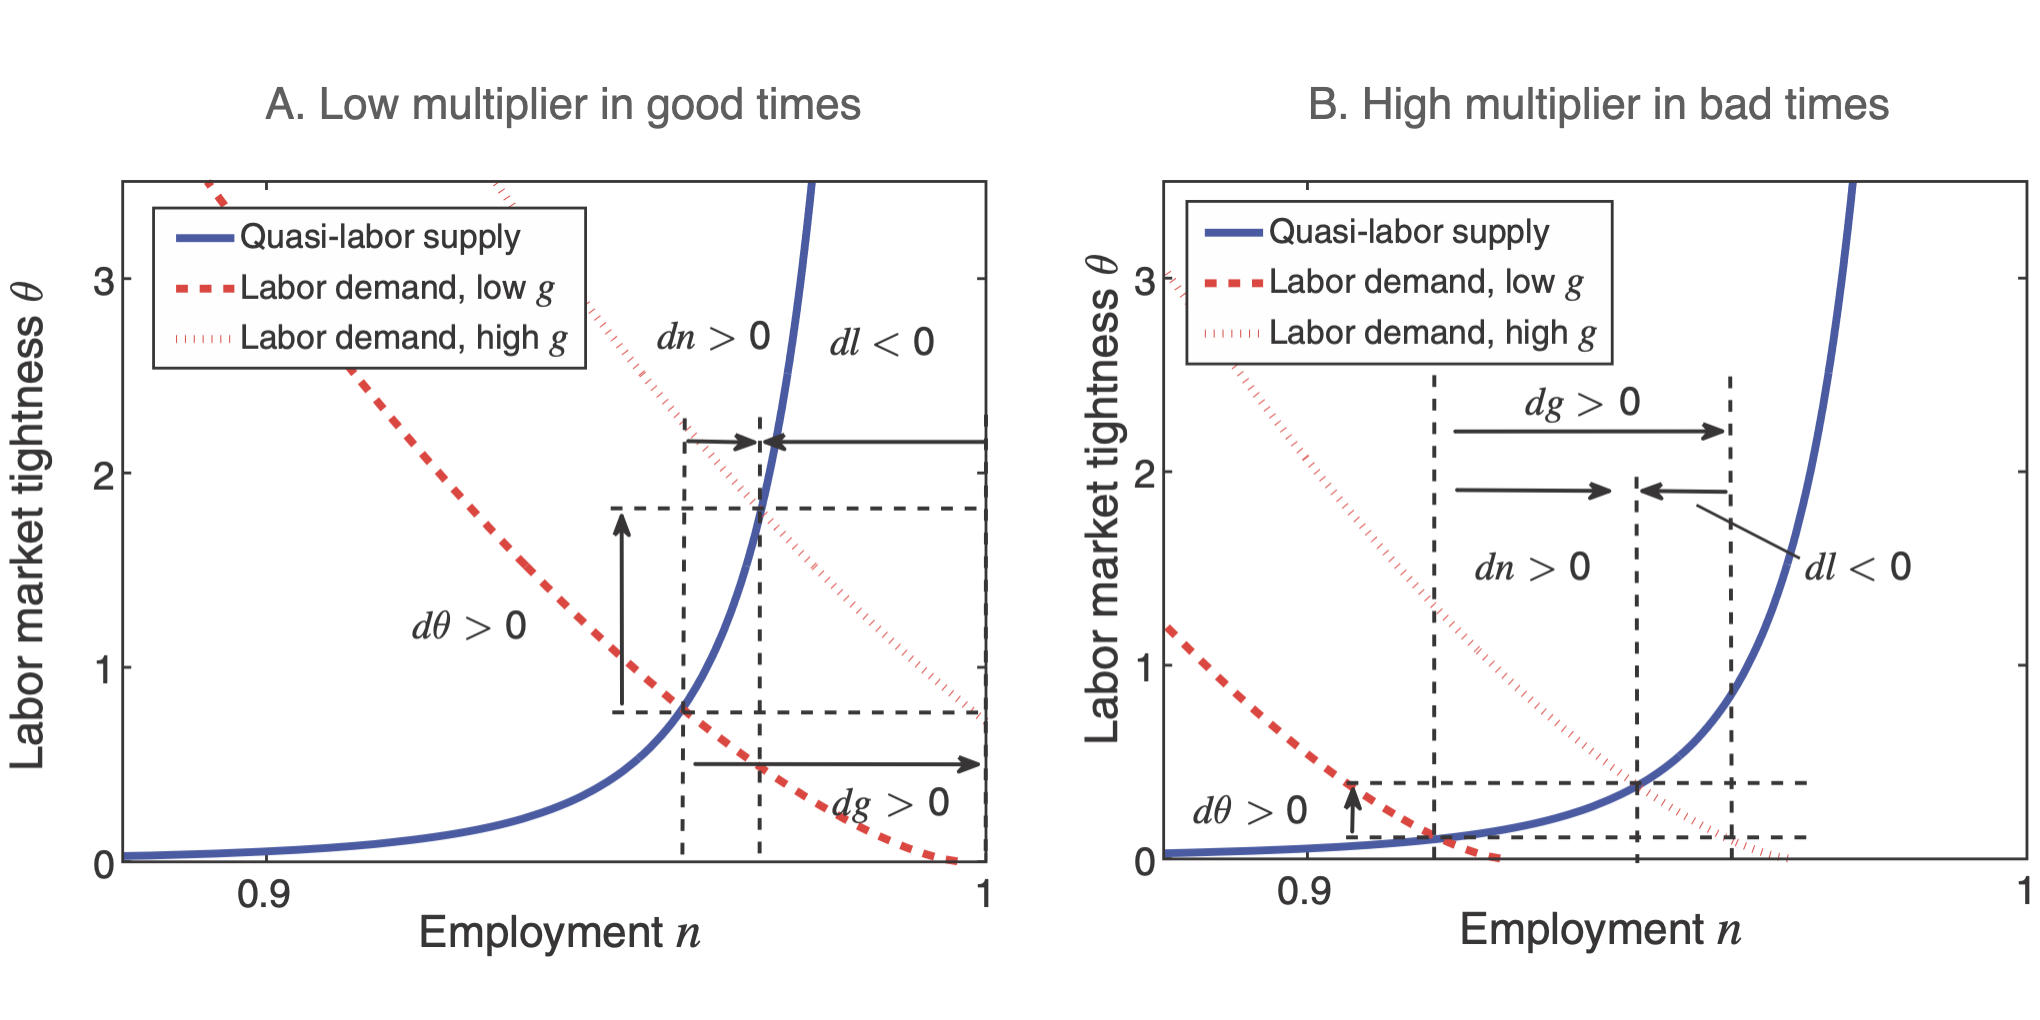 A. Low multiplier in good times
Labor market tightness θ
3
2
1
0
Quasi-labor supply
Labor demand, low g
Labor demand, high g
dn > 0
dl < 0
dθ > 0
dg > 0
0.9
1
Employment n
B. High multiplier in bad times
Labor market tightness θ
3
2
1
0
Quasi-labor supply
Labor demand, low g
Labor demand, high g
dg > 0
dn > 0
dl < 0
dθ > 0
0.9
1
Employment n